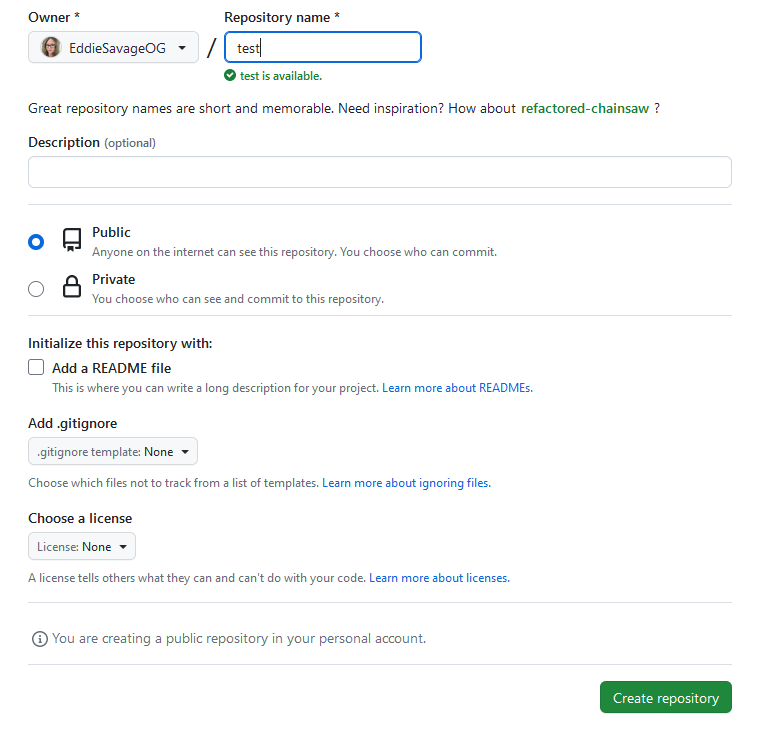 Owner * Repository name *
EddieSavageOG / test
test is available.
Great repository names are short and memorable. Need inspiration? How about refactored-chainsaw ?
Description (optional)
Public
Anyone on the internet can see this repository. You choose who can commit.
Private
You choose who can see and commit to this repository.
Initialize this repository with:
Add a README file
This is where you can write a long description for your project. Learn more about READMEs.
Add .gitignore
.gitignore template: None
Choose which files not to track from a list of templates. Learn more about ignoring files.
Choose a license
License: None
A license tells others what they can and can't do with your code. Learn more about licenses.
You are creating a public repository in your personal account.
Create repository